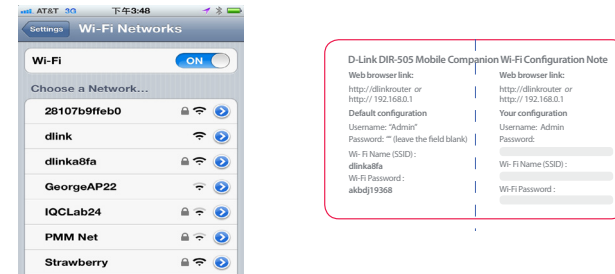 AT&T 3G 下午3:48
Settings Wi-Fi Networks
Wi-Fi ON
Choose a Network...
28107b9ffeb0
dlink
dlinka8fa
GeorgeAP22
IQCLab24
PMM Net
Strawberry
D-Link DIR-505 Mobile Companion Wi-Fi Configuration Note
Web browser link:
http://dlinkrouter or
http:// 192.168.0.1
Default configuration
Username: "Admin"
Password: "" (leave the field blank)
Wi- Fi Name (SSID) :
dlinka8fa
Wi-Fi Password :
akbdj19368
Web browser link:
http://dlinkrouter or
http:// 192.168.0.1
Your configuration
Username: Admin
Password:
Wi- Fi Name (SSID) :
Wi-Fi Password :